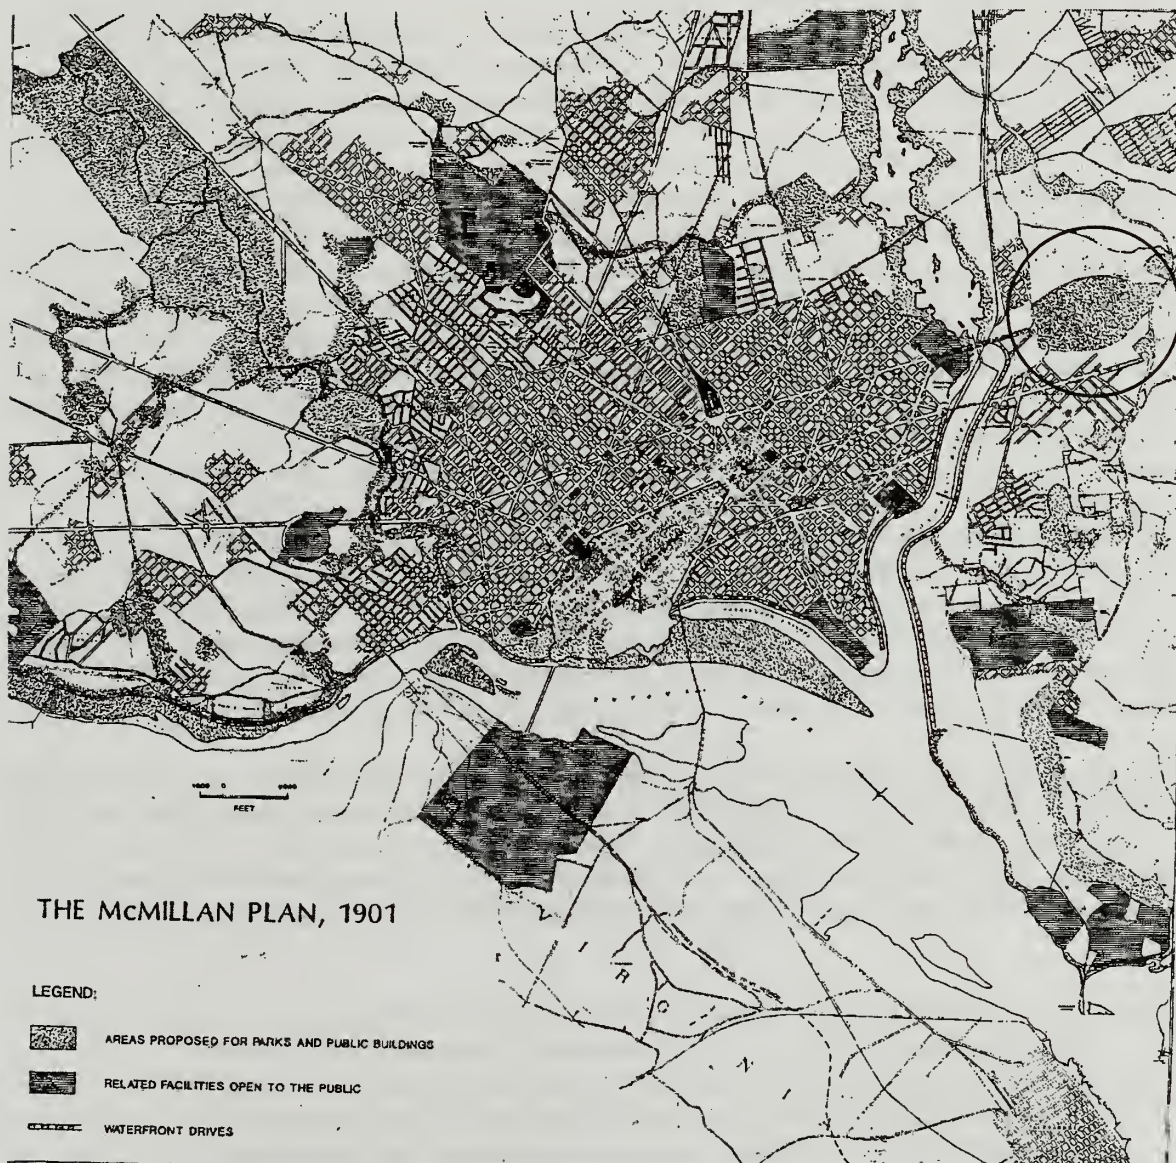 FEET
THE McMILLAN PLAN, 1901
LEGEND:
AREAS PROPOSED FOR PARKS AND PUBLIC BUILDINGS
RELATED FACILITIES OPEN TO THE PUBLIC
WATERFRONT DRIVES
V I R G I N I